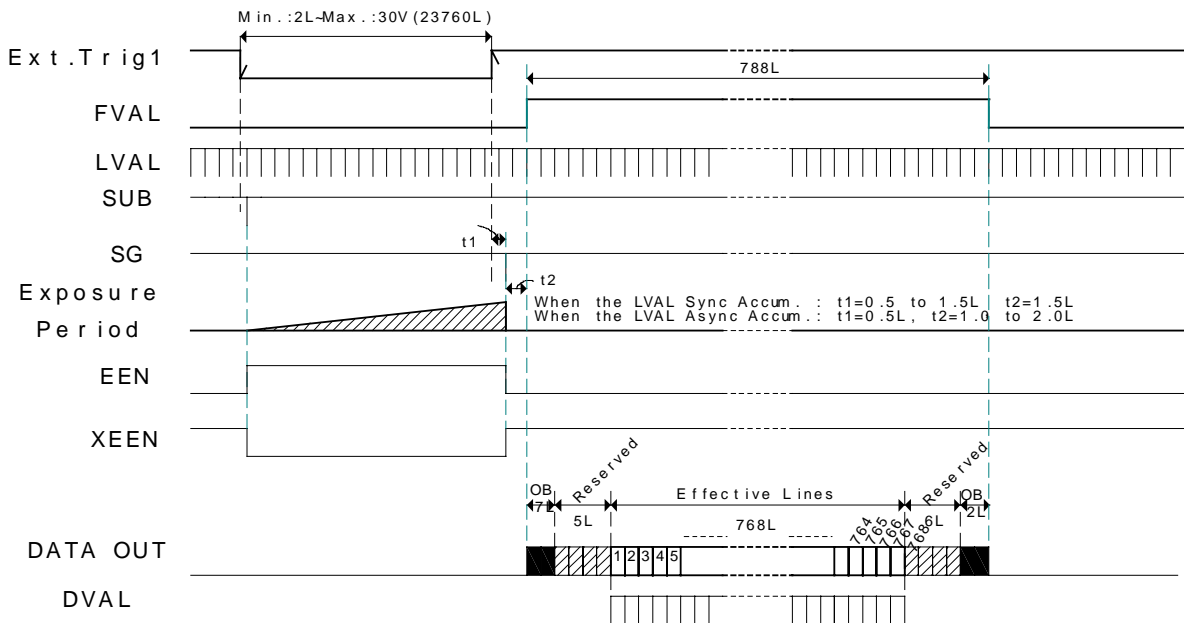 Min.:2L~Max.:30V(23760L)
Ext.Trig1
788L
FVAL
LVAL
SUB
t1
SG
t2
Exposure
Period
When the LVAL Sync Accum. : t1=0.5 to 1.5L t2=1.5L
When the LVAL Async Accum.: t1=0.5L, t2=1.0 to 2.0L
EEN
XEEN
OB
7L
Reserved
5L
Effective Lines
768L
Reserved
6L
OB
2L
DATA OUT
1 2 3 4 5
764 765 766 767 768
DVAL